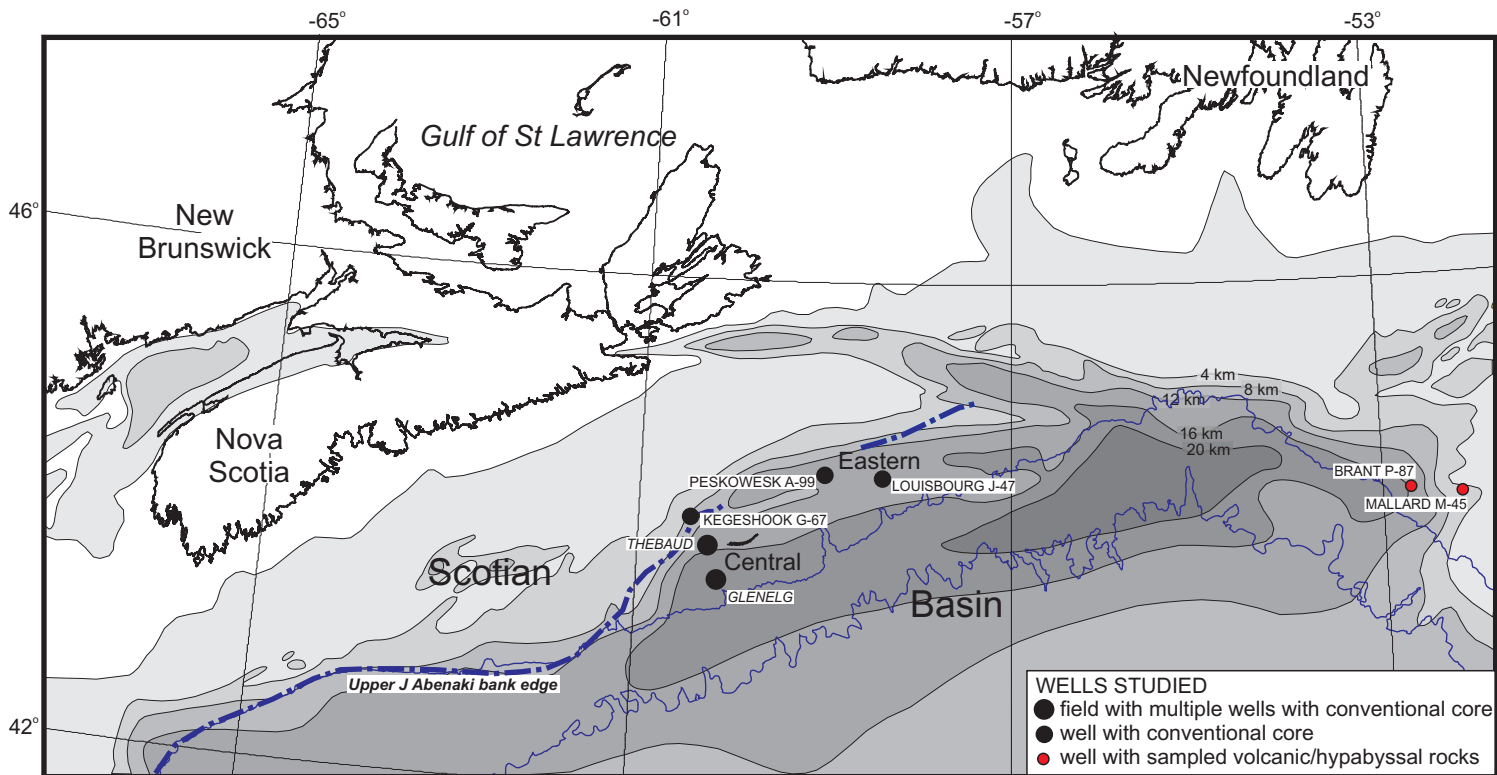 -65°
-61°
-57°
-53°
Newfoundland
Gulf of St Lawrence
46°
New
Brunswick
4 km
8 km
12 km
16 km
20 km
Nova
Scotia
Eastern
PESKOWESK A-99
LOUISBOURG J-47
BRANT P-87
MALLARD M-45
KEGESHOOK G-67
THEBAUD
Central
Scotian
GLENELG
Basin
Upper J Abenaki bank edge
42°
WELLS STUDIED
field with multiple wells with conventional core
well with conventional core
well with sampled volcanic/hypabyssal rocks